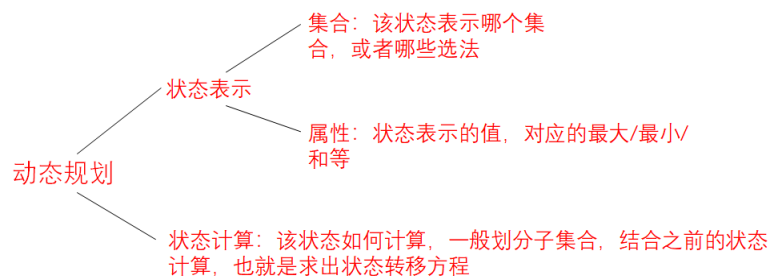 集合：该状态表示哪个集
合，或者哪些选法
状态表示
属性：状态表示的值，对应的最大/最小/
和等
动态规划
状态计算：该状态如何计算，一般划分子集合，结合之前的状态
计算，也就是求出状态转移方程